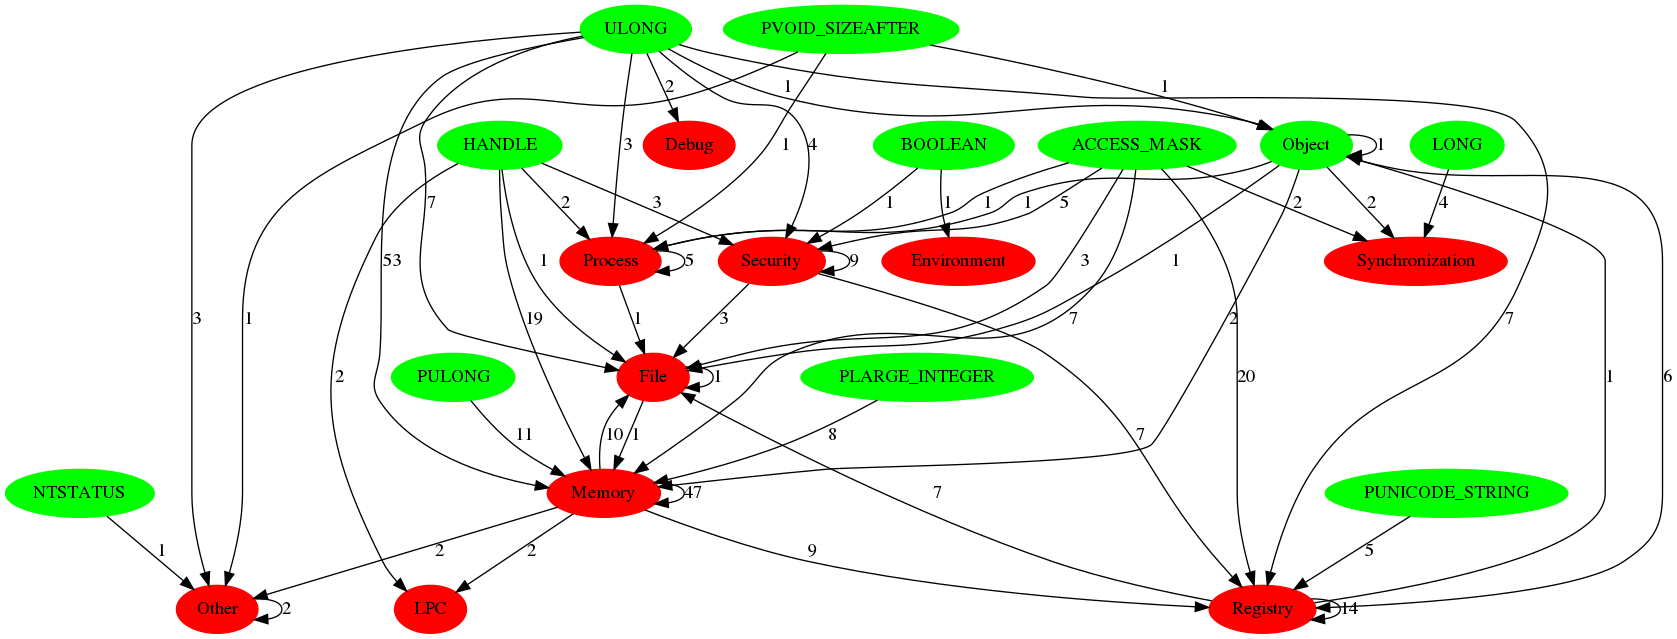 ULONG
PVOID_SIZEAFTER
2
1
1
HANDLE
3
Debug
1
4
BOOLEAN
ACCESS_MASK
Object
1
LONG
7
2
3
1
1
1
1
5
2
2
4
53
Process
5
Security
9
Environment
Synchronization
1
3
1
3
1
19
1
3
7
2
7
2
PULONG
File
1
PLARGE_INTEGER
20
1
6
11
10
1
8
7
NTSTATUS
Memory
47
7
PUNICODE_STRING
1
2
2
9
5
Other
2
LPC
Registry
14